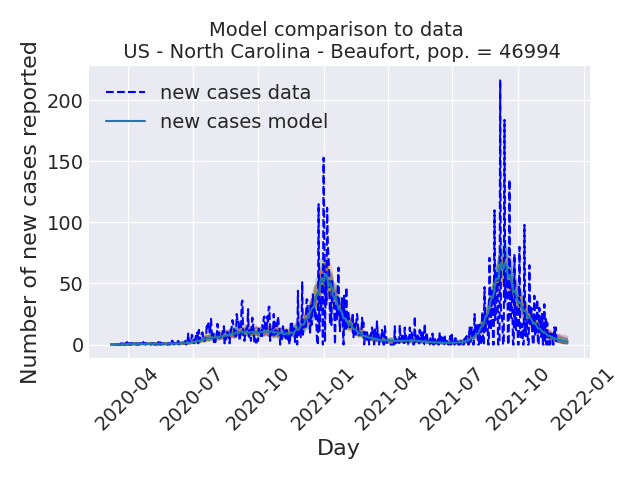 Model comparison to data
US - North Carolina - Beaufort, pop. = 46994
Number of new cases reported
200
150
100
50
0
new cases data
new cases model
2020-04
2020-07
2020-10
2021-01
2021-04
2021-07
2021-10
2022-01
Day